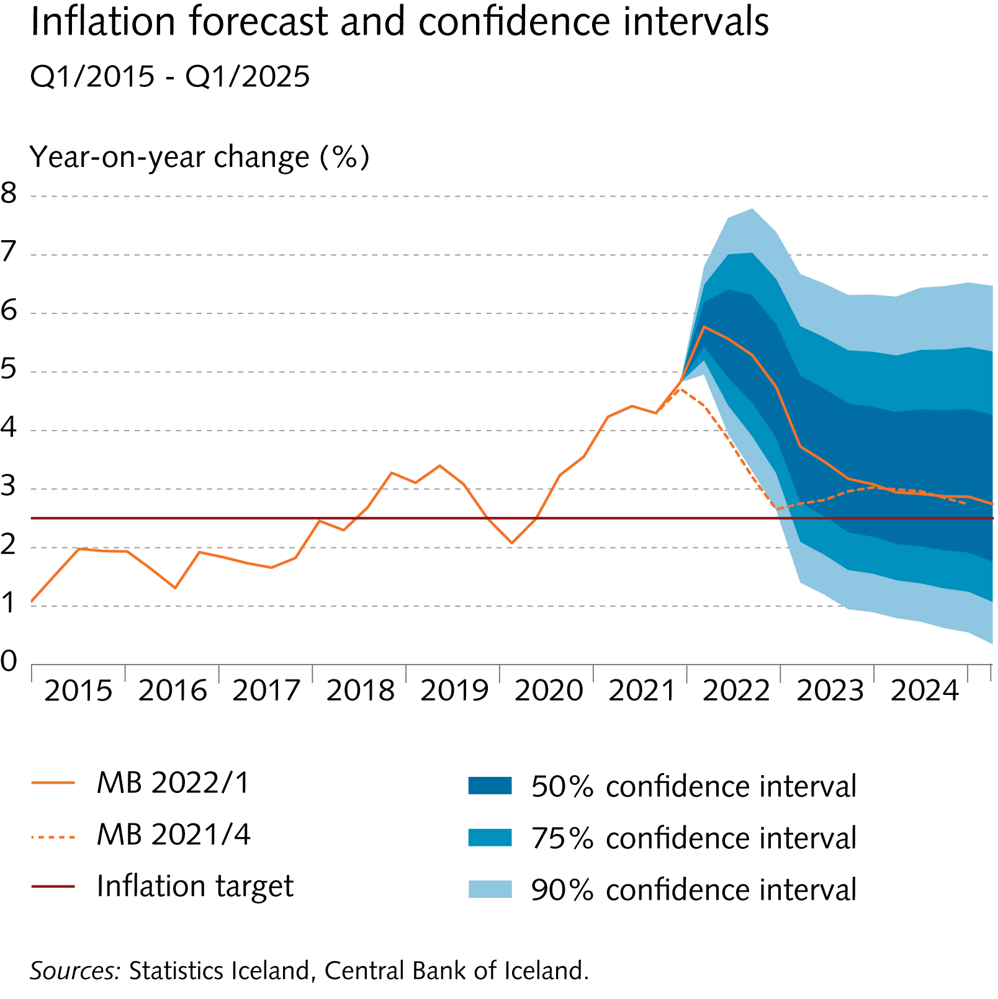 Inflation forecast and confidence intervals
Q1/2015 - Q1/2025
Year-on-year change (%)
8
7
6
5
4
3
2
1
0
2015 2016 2017 2018 2019 2020 2021 2022 2023 2024
MB 2022/1
MB 2021/4
Inflation target
50% confidence interval
75% confidence interval
90% confidence interval
Sources: Statistics Iceland, Central Bank of Iceland.